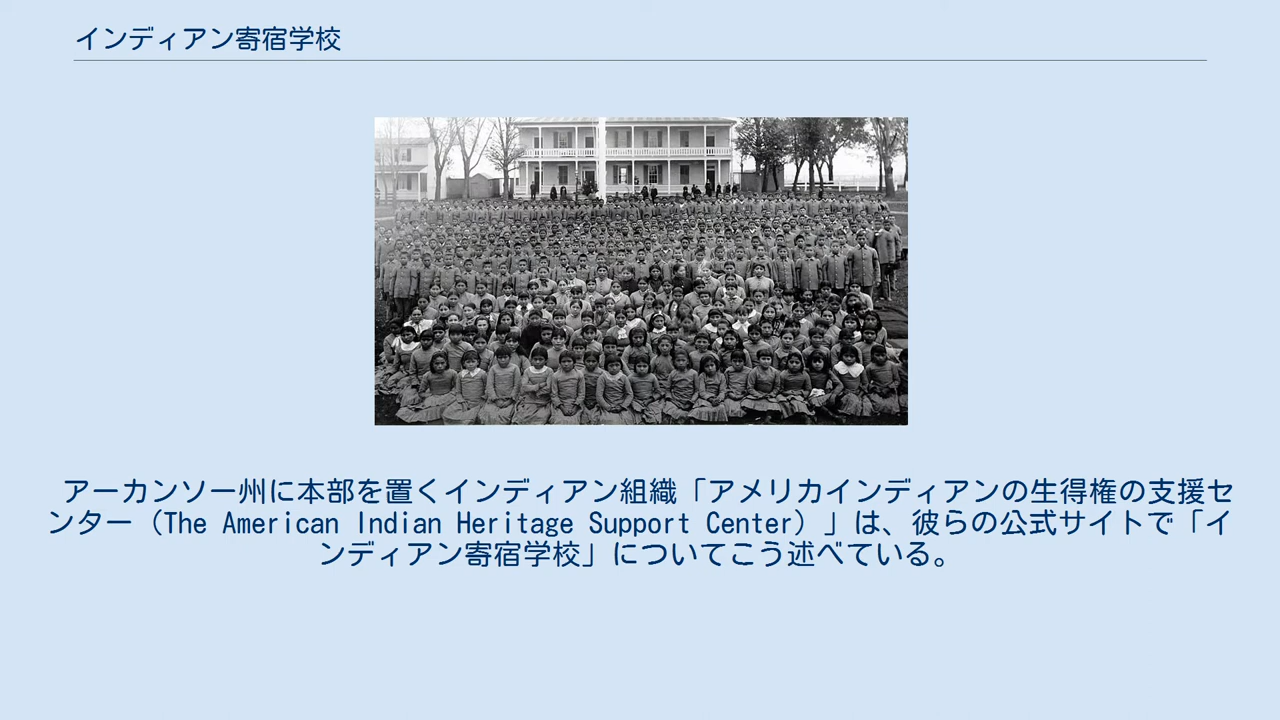 インディアン寄宿学校
アーカンソー州に本部を置くインディアン組織「アメリカインディアンの生得権の支援セ
ンター（The American Indian Heritage Support Center）」は、彼らの公式サイトで「イ
ンディアン寄宿学校」についてこう述べている。